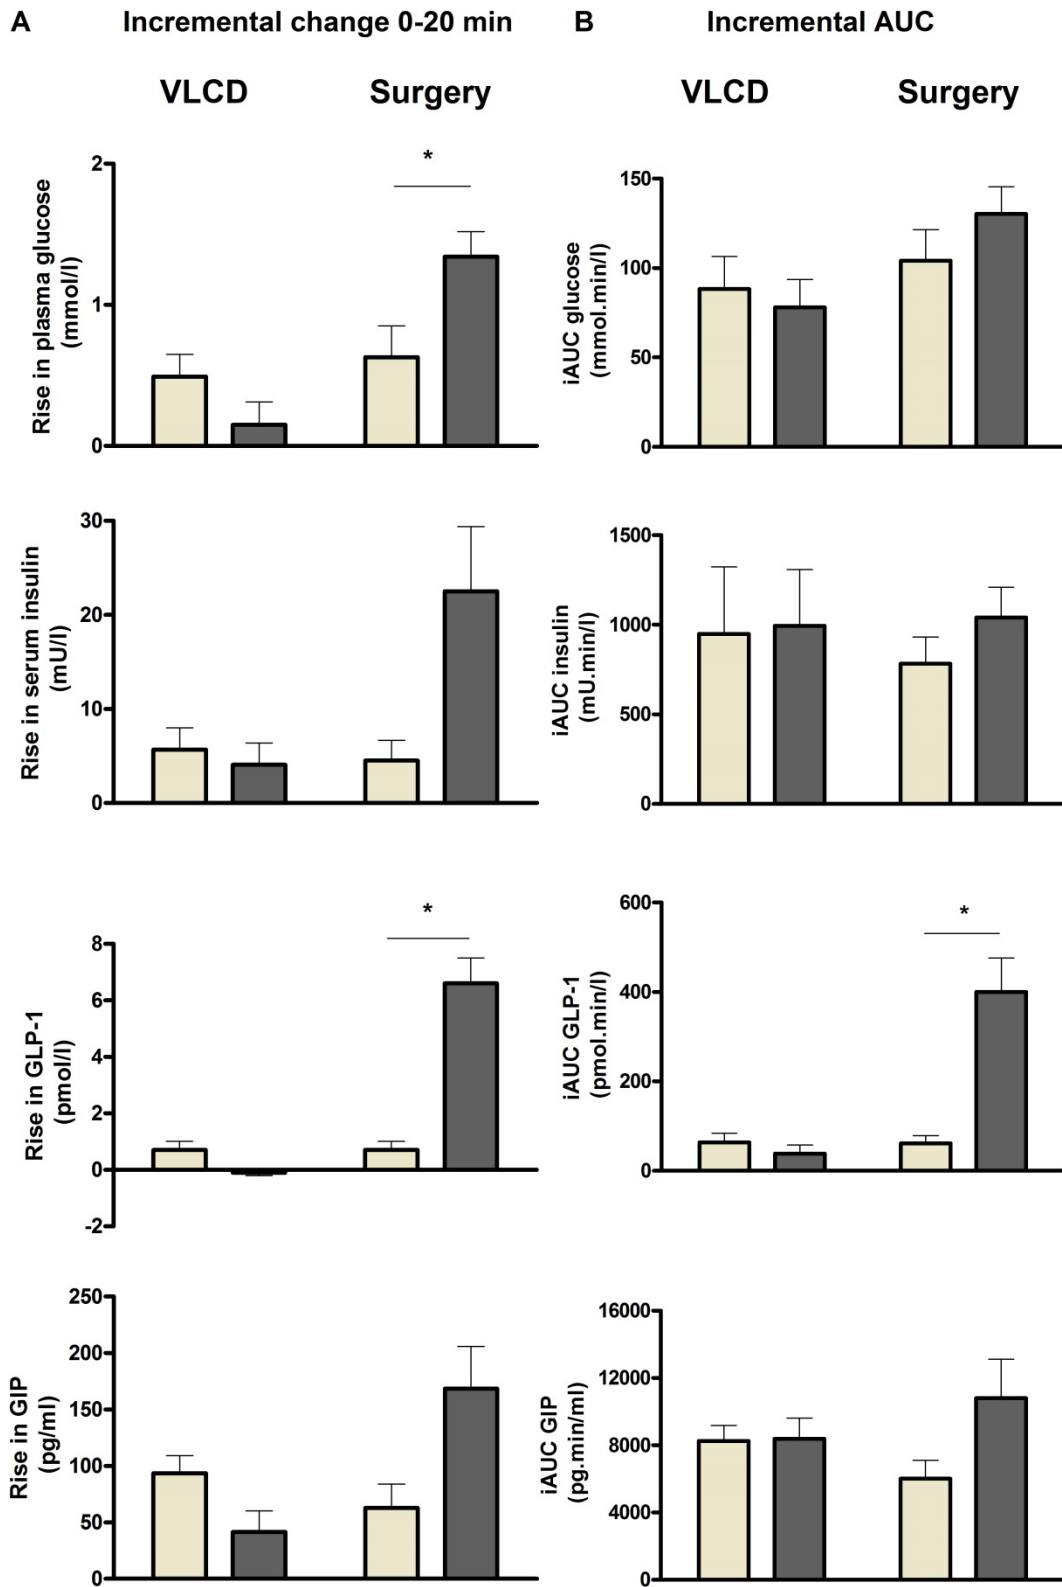 A Incremental change 0-20 min
VLCD Surgery
Rise in plasma glucose
(mmol/l)
2
1
0
*
Rise in serum insulin
(mU/l)
30
20
10
0
Rise in GLP-1
(pmol/l)
8
6
4
2
0
-2
*
Rise in GIP
(pg/ml)
250
200
150
100
50
0
B Incremental AUC
VLCD Surgery
iAUC glucose
(mmol.min/l)
150
100
50
0
iAUC insulin
(mU.min/l)
1500
1000
500
0
iAUC GLP-1
(pmol.min/l)
600
400
200
0
*
iAUC GIP
(pg.min/ml)
16000
12000
8000
4000
0